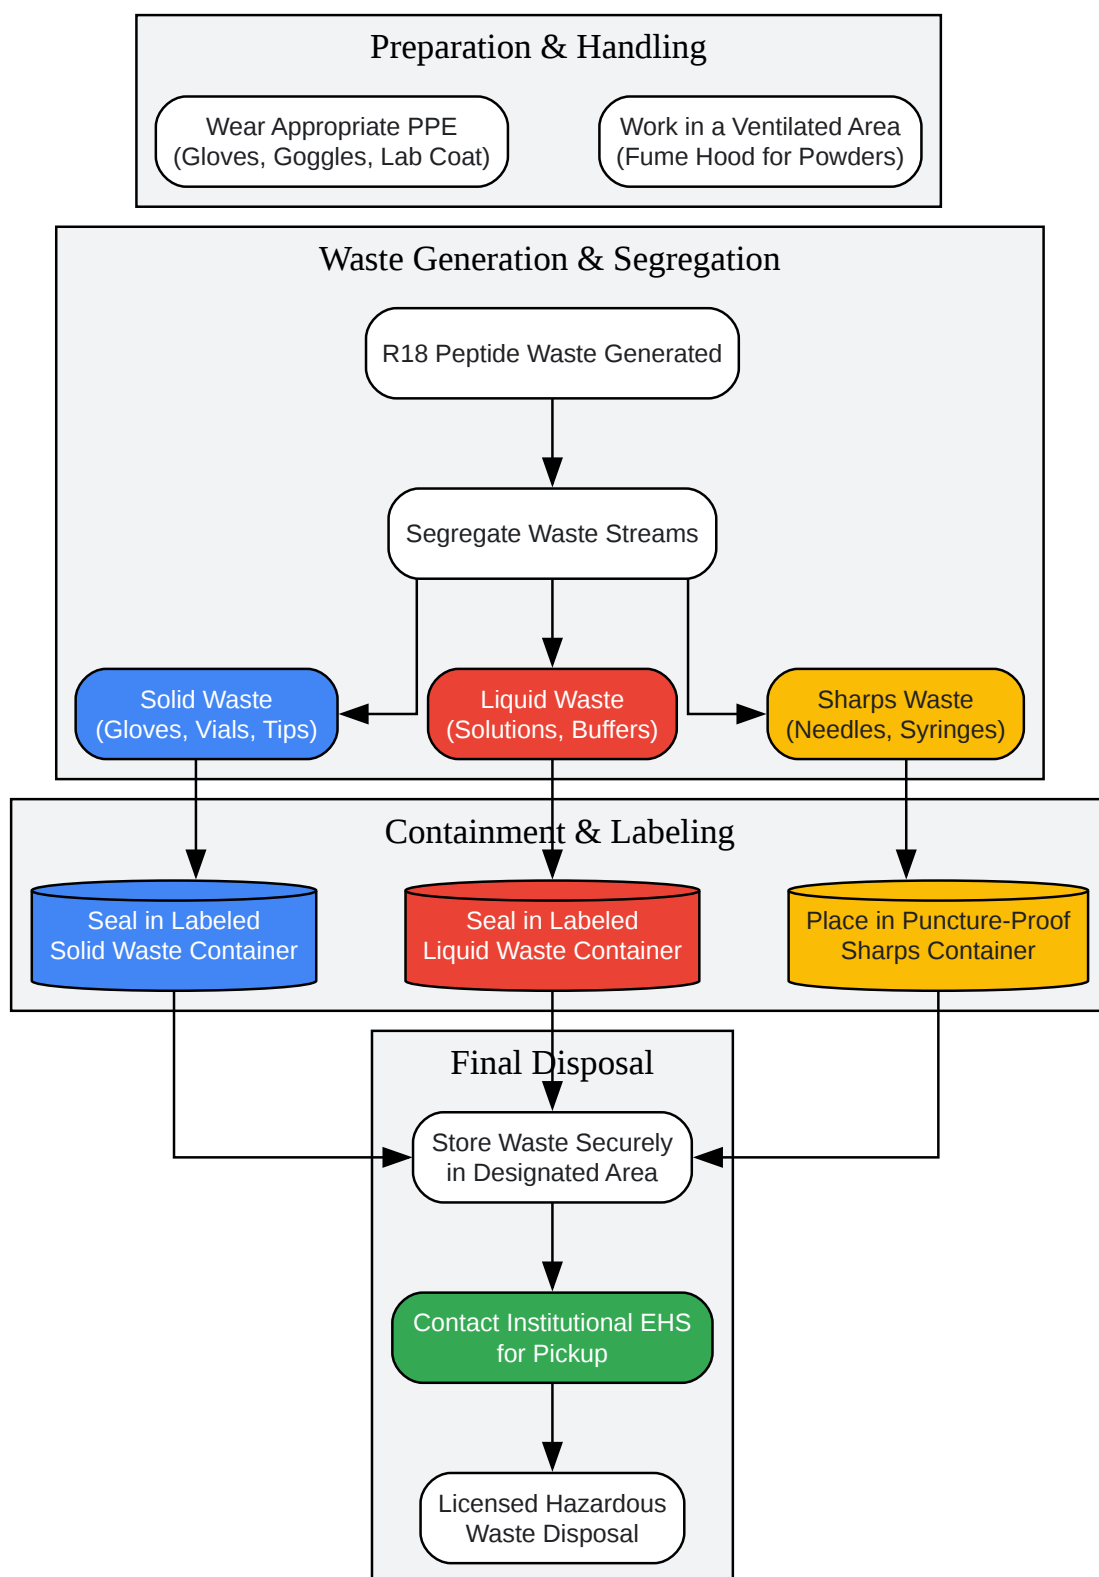 Preparation & Handling
Wear Appropriate PPE
(Gloves, Goggles, Lab Coat)
Work in a Ventilated Area
(Fume Hood for Powders)
Waste Generation & Segregation
R18 Peptide Waste Generated
Segregate Waste Streams
Solid Waste
(Gloves, Vials, Tips)
Liquid Waste
(Solutions, Buffers)
Sharps Waste
(Needles, Syringes)
Containment & Labeling
Seal in Labeled
Solid Waste Container
Seal in Labeled
Liquid Waste Container
Place in Puncture-Proof
Sharps Container
Final Disposal
Store Waste Securely
in Designated Area
Contact Institutional EHS
for Pickup
Licensed Hazardous
Waste Disposal